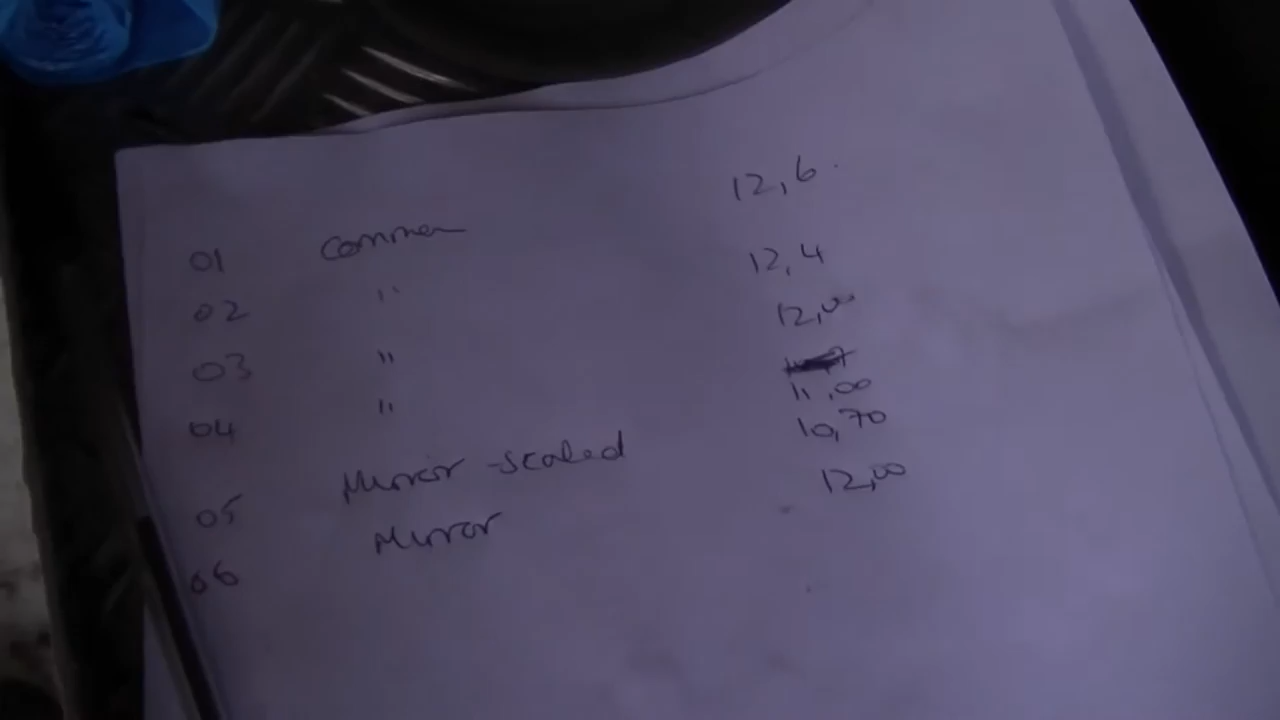 01 common 12,6
02 " 12,4
03 " 12,00
04 " 11,00
05 Mirror-scaled 10,70
06 Mirror 12,00